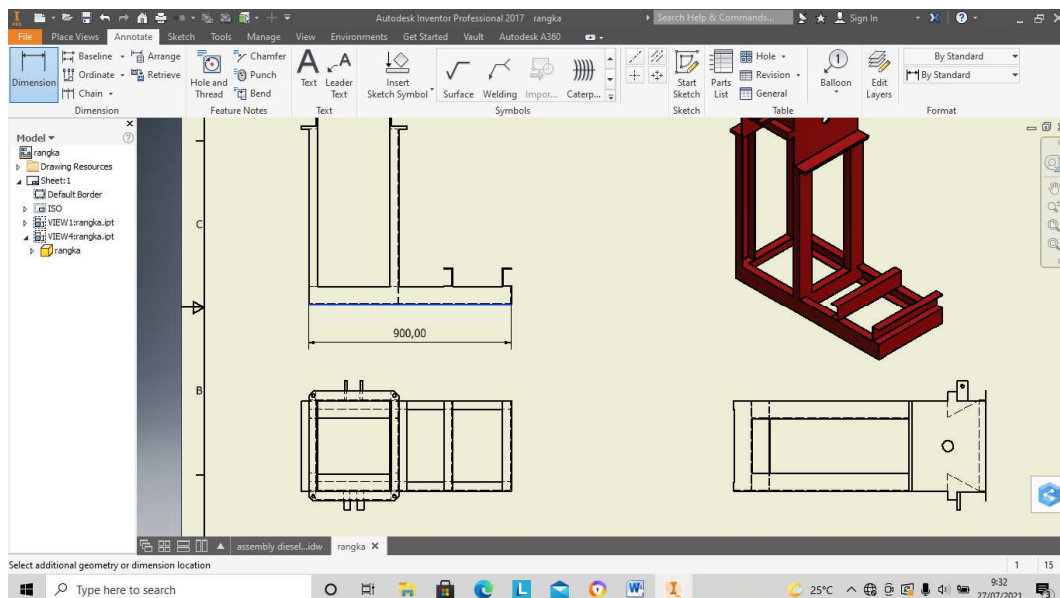 Autodesk Inventor Professional 2017 rangka
Search Help & Commands...
Sign In
File Place Views Annotate Sketch Tools Manage View Environments Get Started Vault Autodesk A360
Dimension
Baseline
Ordinate
Chain
Arrange
Retrieve
Dimension
Hole and Thread
Chamfer
Punch
Bend
Feature Notes
Text
Leader Text
Text
Insert Sketch Symbol
Surface
Welding
Impor...
Caterp...
Symbols
Start Sketch
Sketch
Parts List
Hole
Revision
General
Table
Balloon
Edit Layers
By Standard
By Standard
Format
Model
rangka
Drawing Resources
Sheet:1
Default Border
ISO
VIEW1:rangka.ipt
VIEW4:rangka.ipt
rangka
C
900,00
B
assembly diesel...idw rangka
Select additional geometry or dimension location 1 15
Type here to search
25°C
9:32
27/07/2021